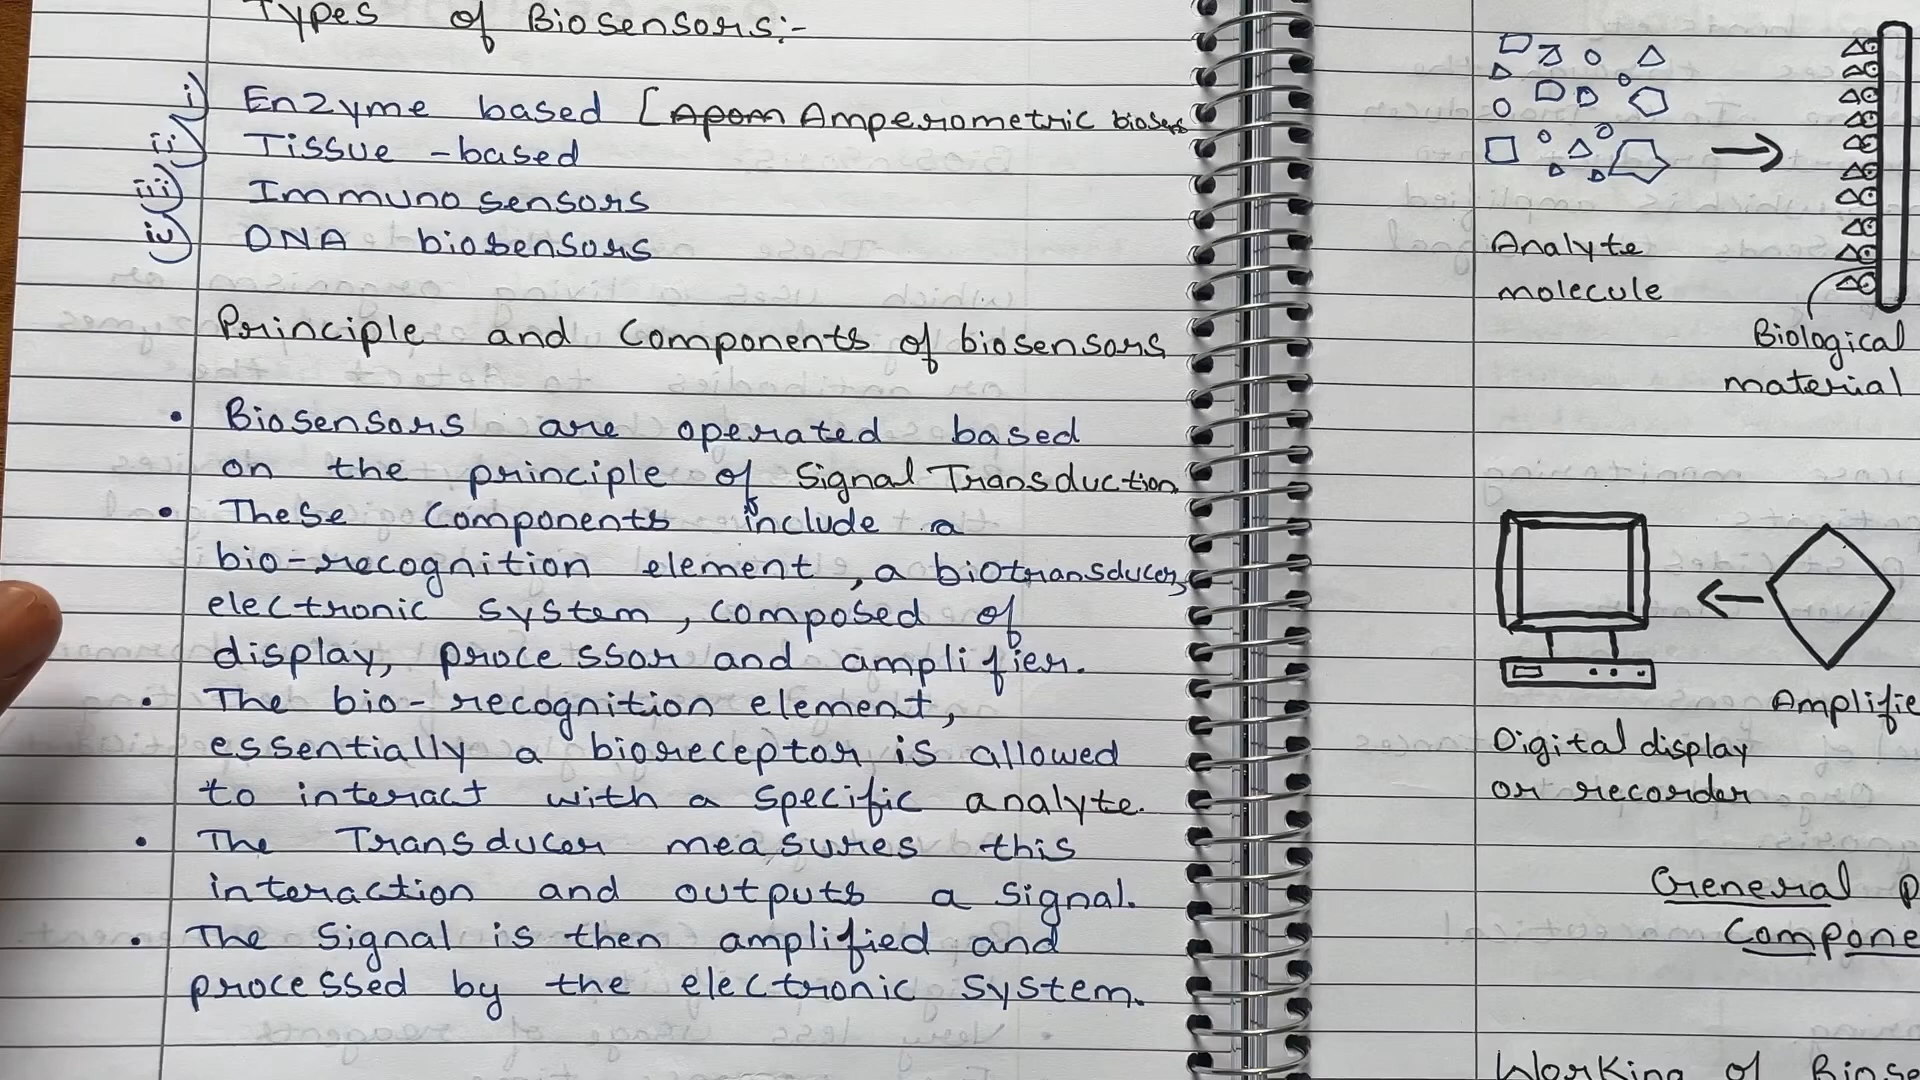 Types of Biosensors:-
i) Enzyme based [Amperometric biosens
ii) Tissue -based
iii) Immuno sensors
iv) DNA biosensors
Principle and Components of biosensors
• Biosensors are operated based
on the principle of Signal Transduction
• These Components include a
bio-recognition element, a biotransducer,
electronic system, composed of
display, processor and amplifier.
• The bio-recognition element,
essentially a bioreceptor is allowed
to interact with a specific analyte.
• The Transducer measures this
interaction and outputs a signal.
• The Signal is then amplified and
processed by the electronic system.
Analyte
molecule
Biological
material
Amplifie
Digital display
or recorder
General P
Compone
Working of Biose